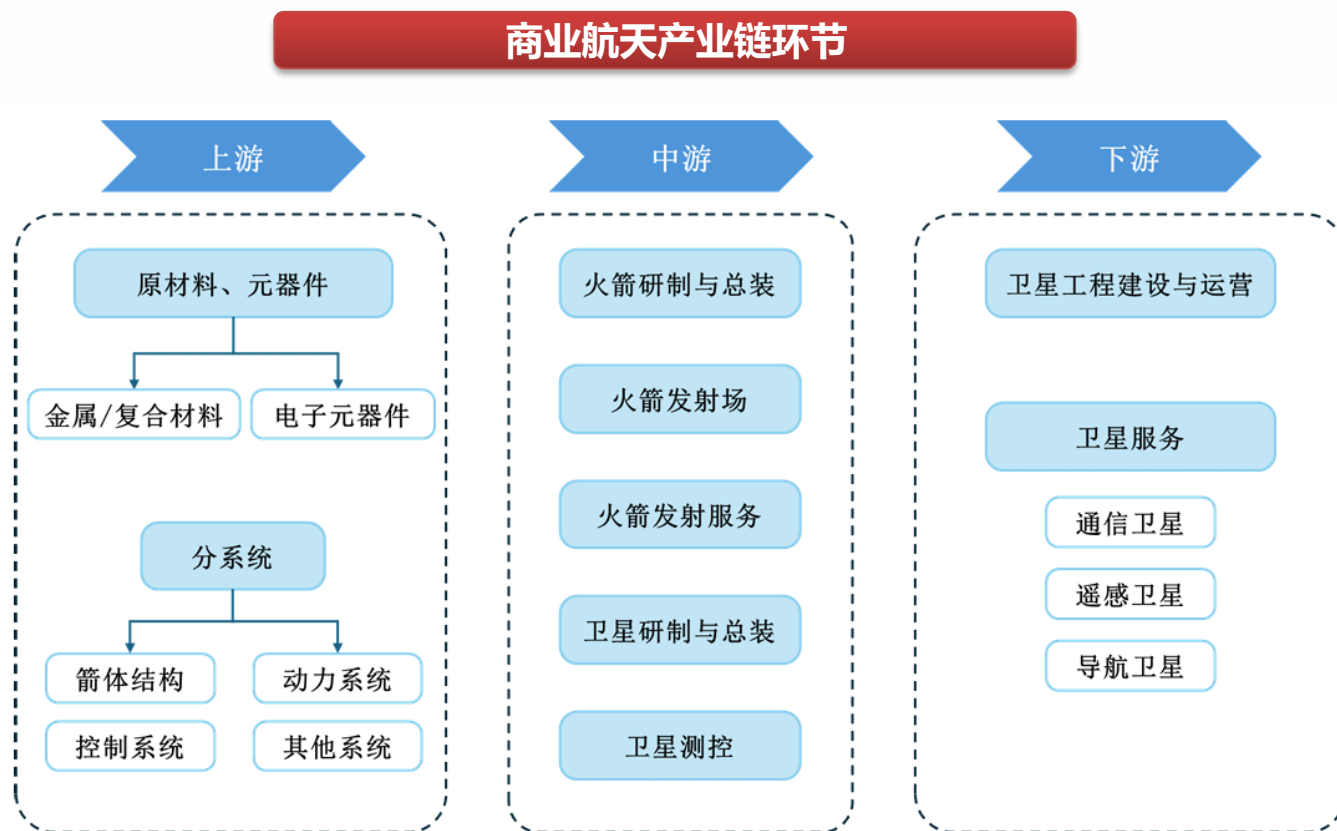 商业航天产业链环节
上游
中游
下游
原材料、元器件
金属/复合材料
电子元器件
分系统
箭体结构
动力系统
控制系统
其他系统
火箭研制与总装
火箭发射场
火箭发射服务
卫星研制与总装
卫星测控
卫星工程建设与运营
卫星服务
通信卫星
遥感卫星
导航卫星